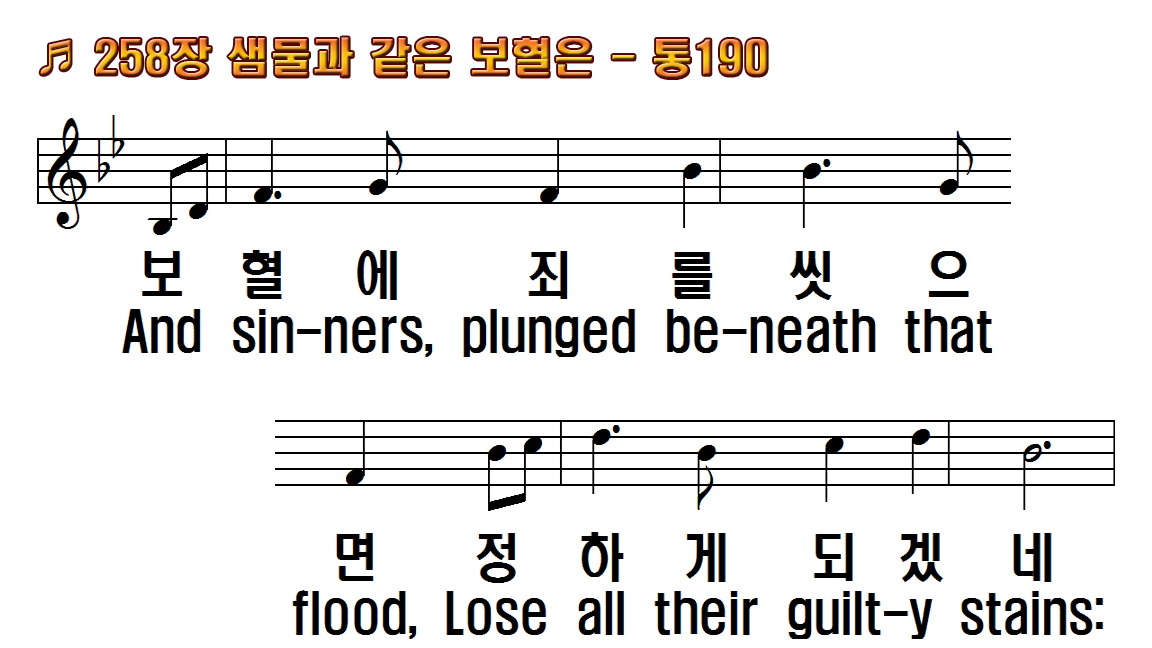 ♬ 258장 샘물과 같은 보혈은 - 통190
보 혈 에 죄 를 씻 으
And sin-ners, plunged be-neath that
면 정 하 게 되 겠 네
flood, Lose all their guilt-y stains: